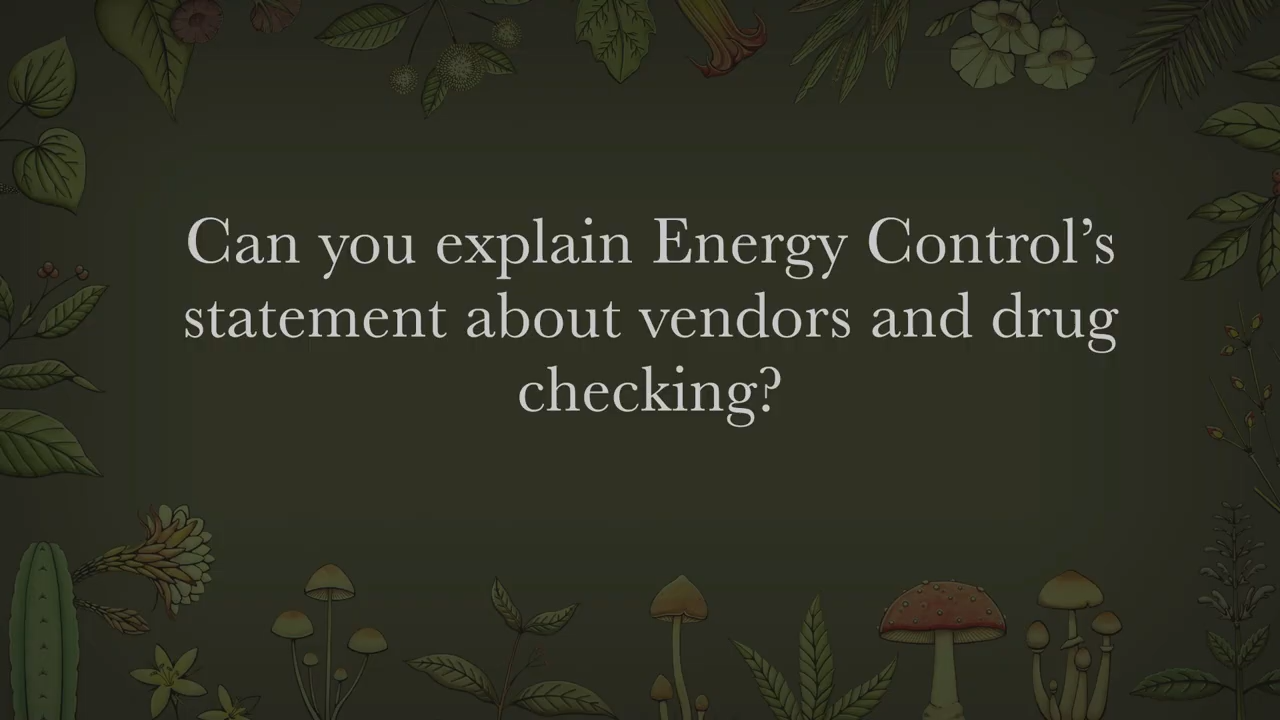 Can you explain Energy Control’s
statement about vendors and drug
checking?